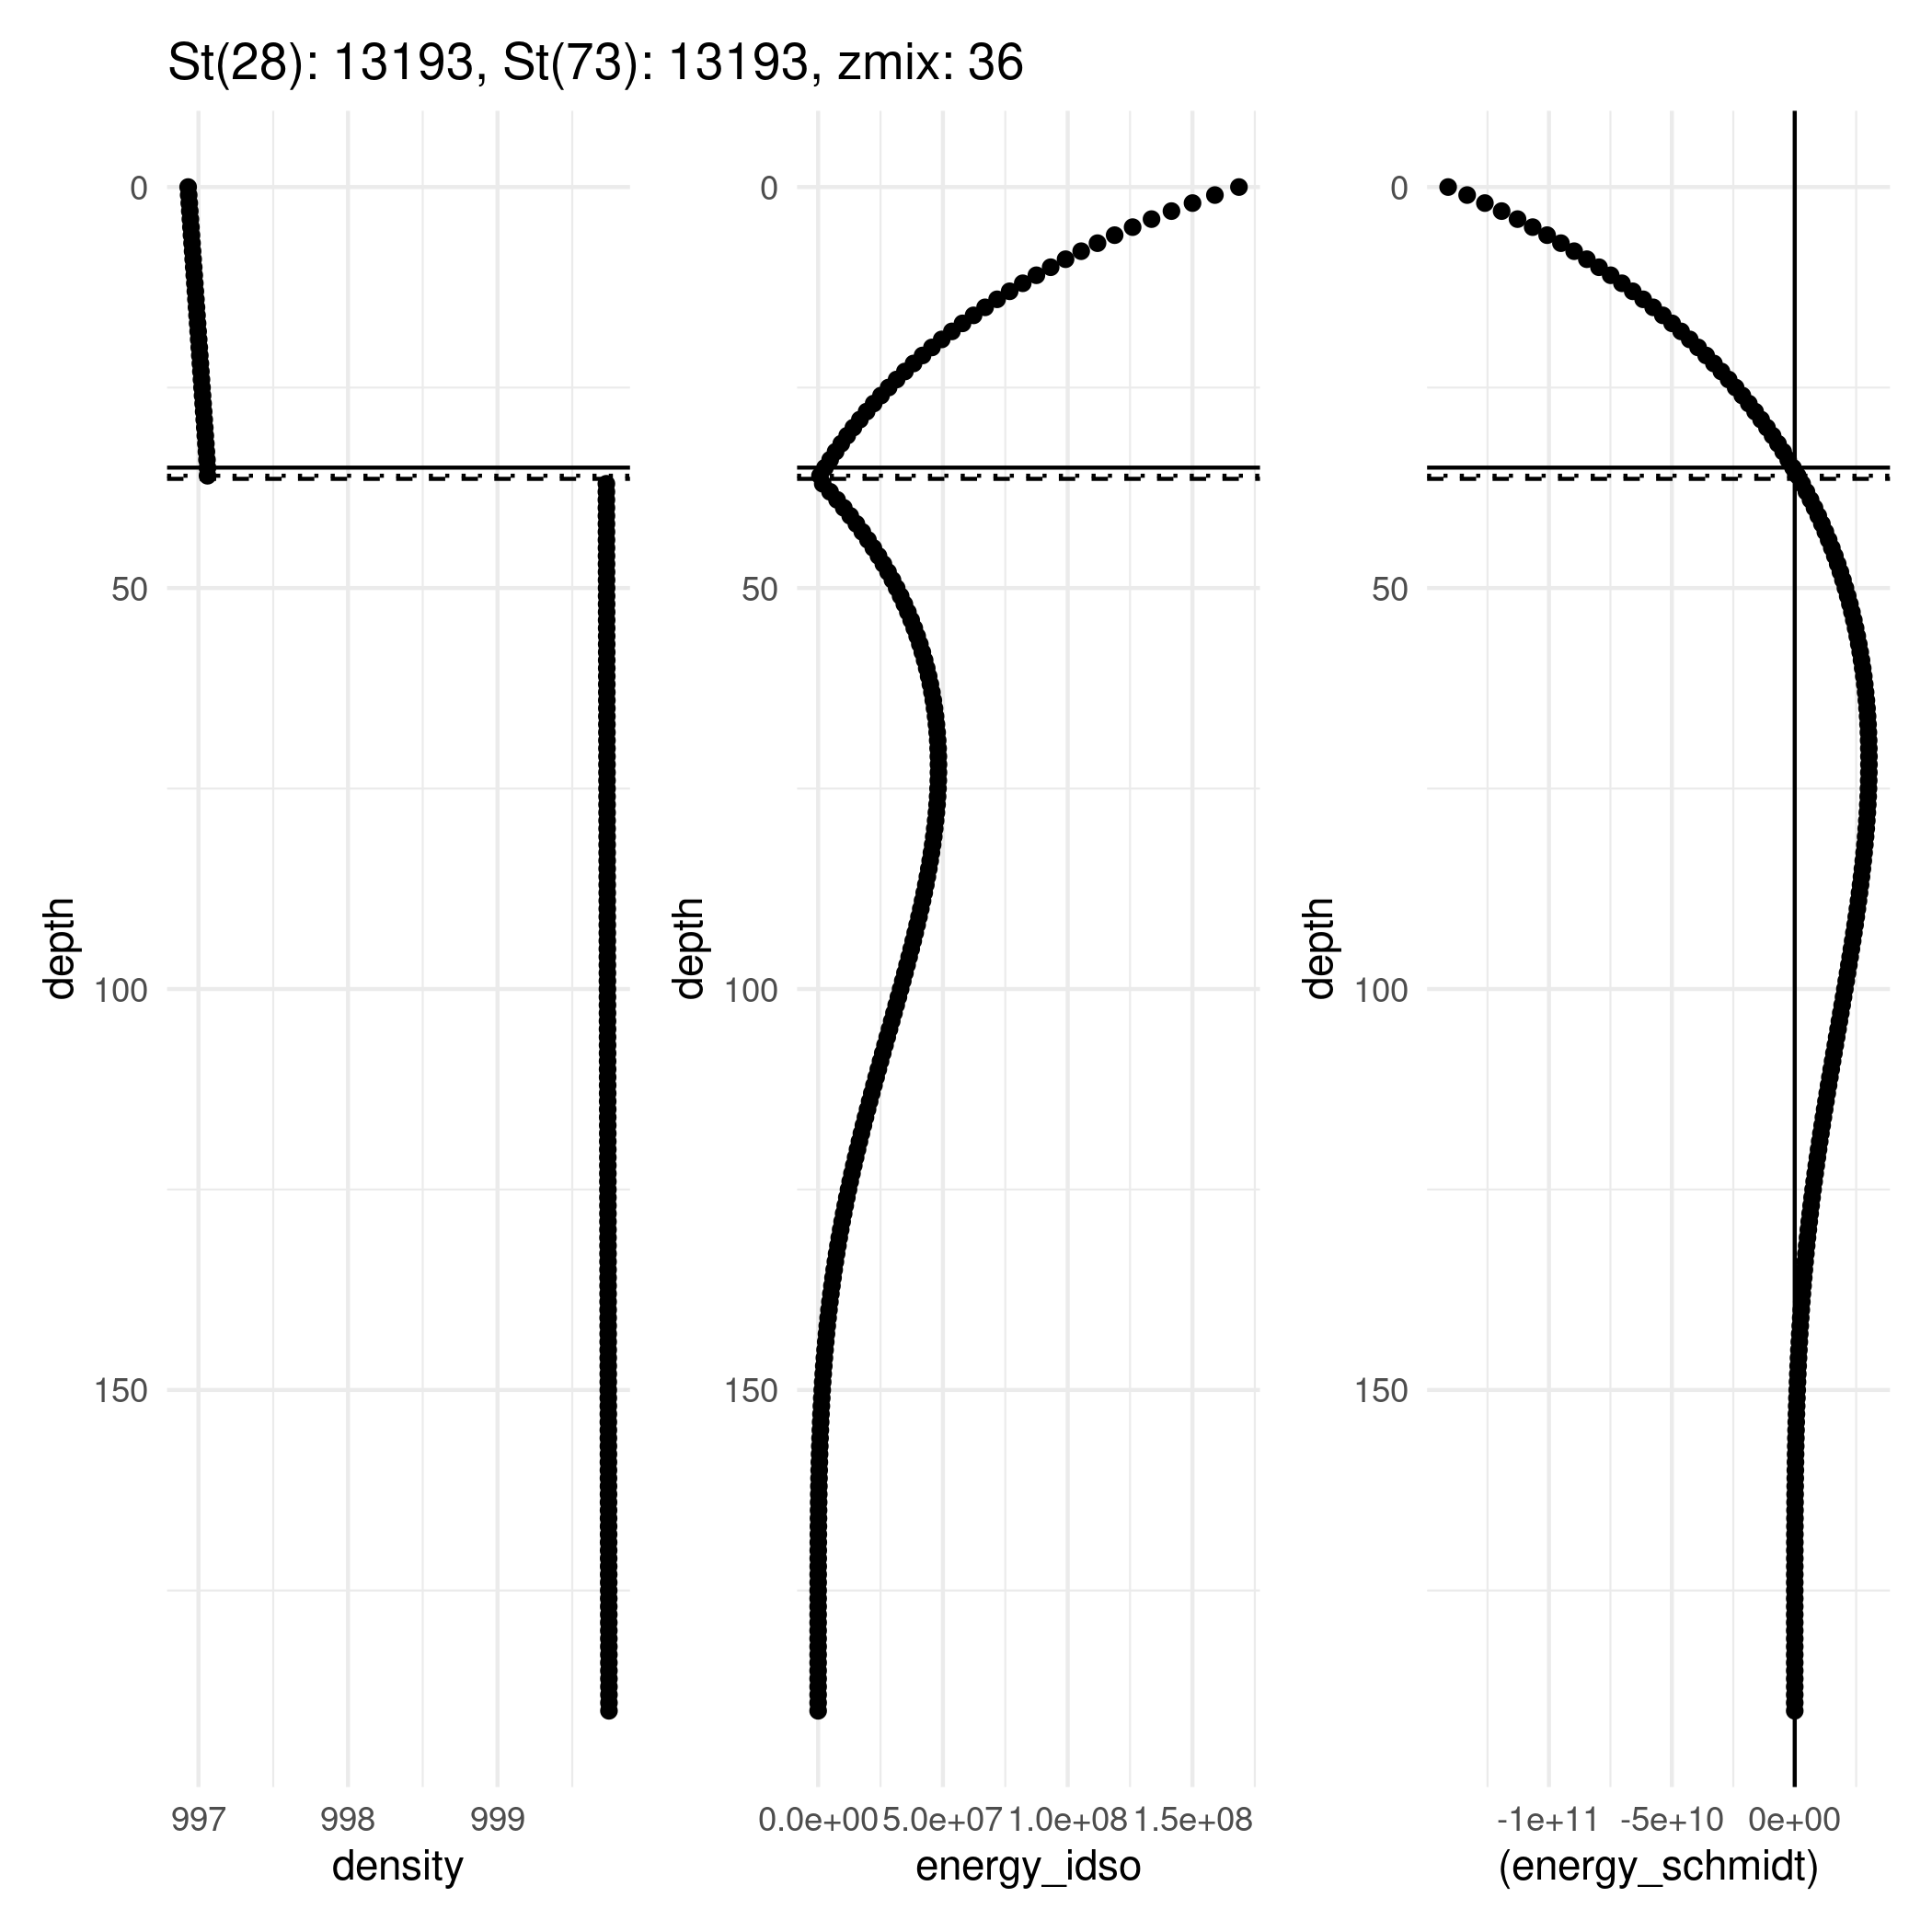 St(28): 13193, St(73): 13193, zmix: 36
0
50
100
150
depth
997 998 999
density
0
50
100
150
depth
0.0e+00 5.0e+07 1.0e+08 1.5e+08
energy_idso
0
50
100
150
depth
-1e+11 -5e+10 0e+00
(energy_schmidt)